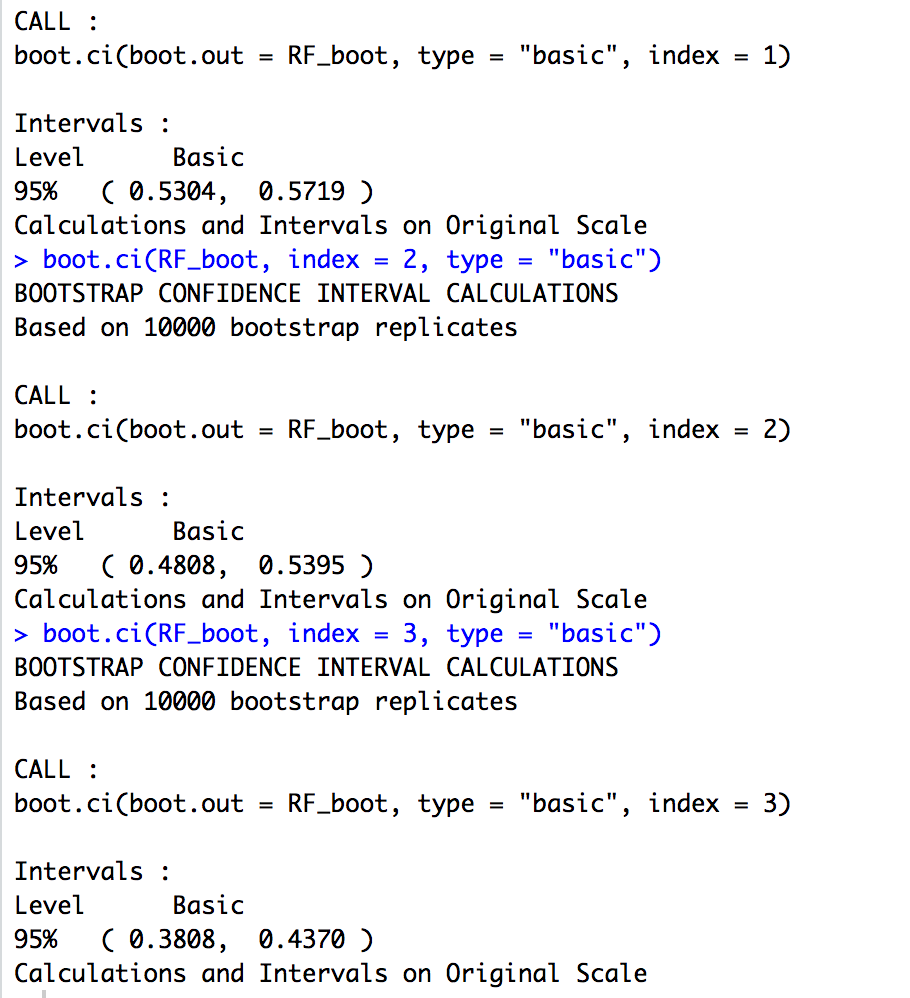 CALL :
boot.ci(boot.out = RF_boot, type = "basic", index = 1)
Intervals :
Level      Basic
95%   ( 0.5304,  0.5719 )
Calculations and Intervals on Original Scale
> boot.ci(RF_boot, index = 2, type = "basic")
BOOTSTRAP CONFIDENCE INTERVAL CALCULATIONS
Based on 10000 bootstrap replicates
CALL :
boot.ci(boot.out = RF_boot, type = "basic", index = 2)
Intervals :
Level      Basic
95%   ( 0.4808,  0.5395 )
Calculations and Intervals on Original Scale
> boot.ci(RF_boot, index = 3, type = "basic")
BOOTSTRAP CONFIDENCE INTERVAL CALCULATIONS
Based on 10000 bootstrap replicates
CALL :
boot.ci(boot.out = RF_boot, type = "basic", index = 3)
Intervals :
Level      Basic
95%   ( 0.3808,  0.4370 )
Calculations and Intervals on Original Scale